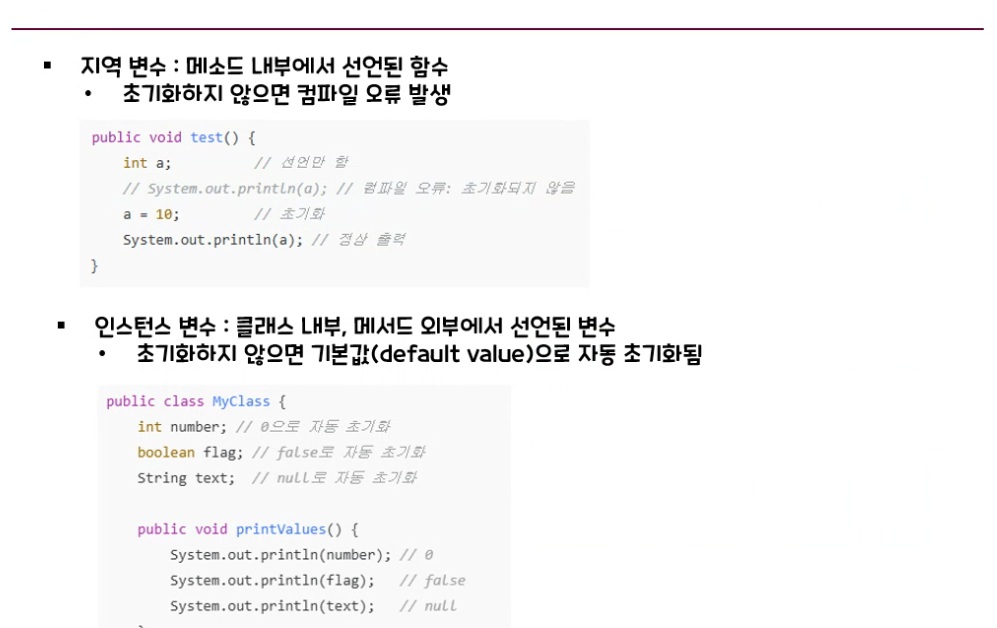 ▪ 지역 변수 : 메소드 내부에서 선언된 함수
• 초기화하지 않으면 컴파일 오류 발생
public void test() {
    int a;          // 선언만 함
    // System.out.println(a); // 컴파일 오류: 초기화되지 않음
    a = 10;         // 초기화
    System.out.println(a); // 정상 출력
}
▪ 인스턴스 변수 : 클래스 내부, 메서드 외부에서 선언된 변수
• 초기화하지 않으면 기본값(default value)으로 자동 초기화됨
public class MyClass {
    int number; // 0으로 자동 초기화
    boolean flag; // false로 자동 초기화
    String text;  // null로 자동 초기화
    public void printValues() {
        System.out.println(number); // 0
        System.out.println(flag);   // false
        System.out.println(text);   // null